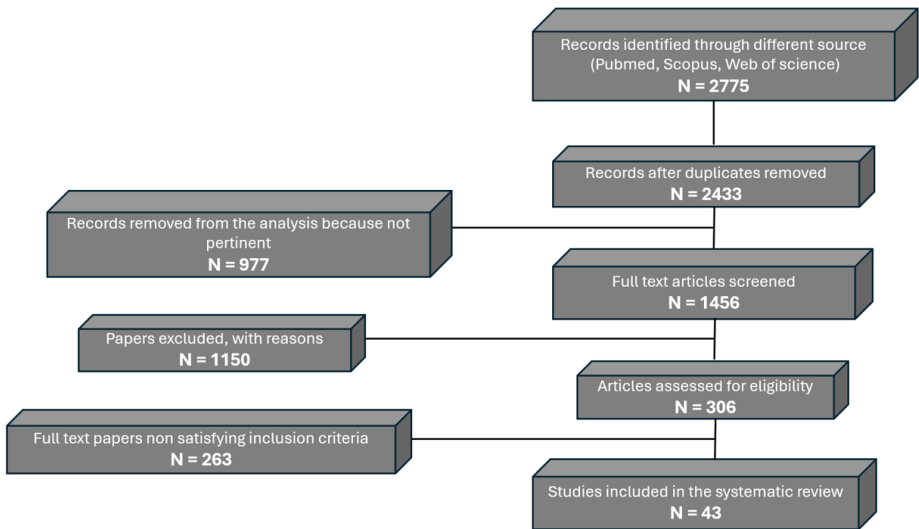 Records identified through different source
(Pubmed, Scopus, Web of science)
N = 2775
Records after duplicates removed
N = 2433
Records removed from the analysis because not
pertinent
N = 977
Full text articles screened
N = 1456
Papers excluded, with reasons
N = 1150
Articles assessed for eligibility
N = 306
Full text papers non satisfying inclusion criteria
N = 263
Studies included in the systematic review
N = 43